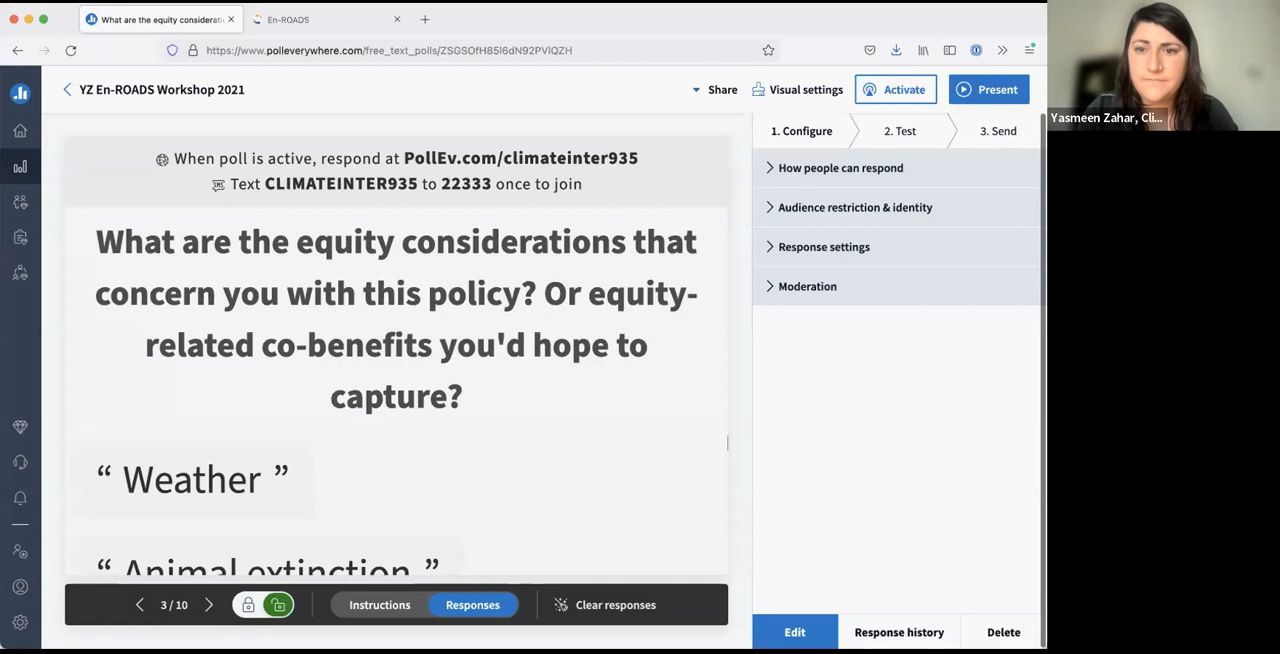 What are the equity considerati
En-ROADS
https://www.polleverywhere.com/free_text_polls/ZSGSOfH85l6dN92PVlQZH
YZ En-ROADS Workshop 2021
Share
Visual settings
Activate
Present
Yasmeen Zahar, Cli...
1. Configure
2. Test
3. Send
When poll is active, respond at PollEv.com/climateinter935
Text CLIMATEINTER935 to 22333 once to join
How people can respond
Audience restriction & identity
Response settings
Moderation
What are the equity considerations that
concern you with this policy? Or equity-
related co-benefits you'd hope to
capture?
“ Weather ”
“ Animal extinction ”
3 / 10
Instructions
Responses
Clear responses
Edit
Response history
Delete